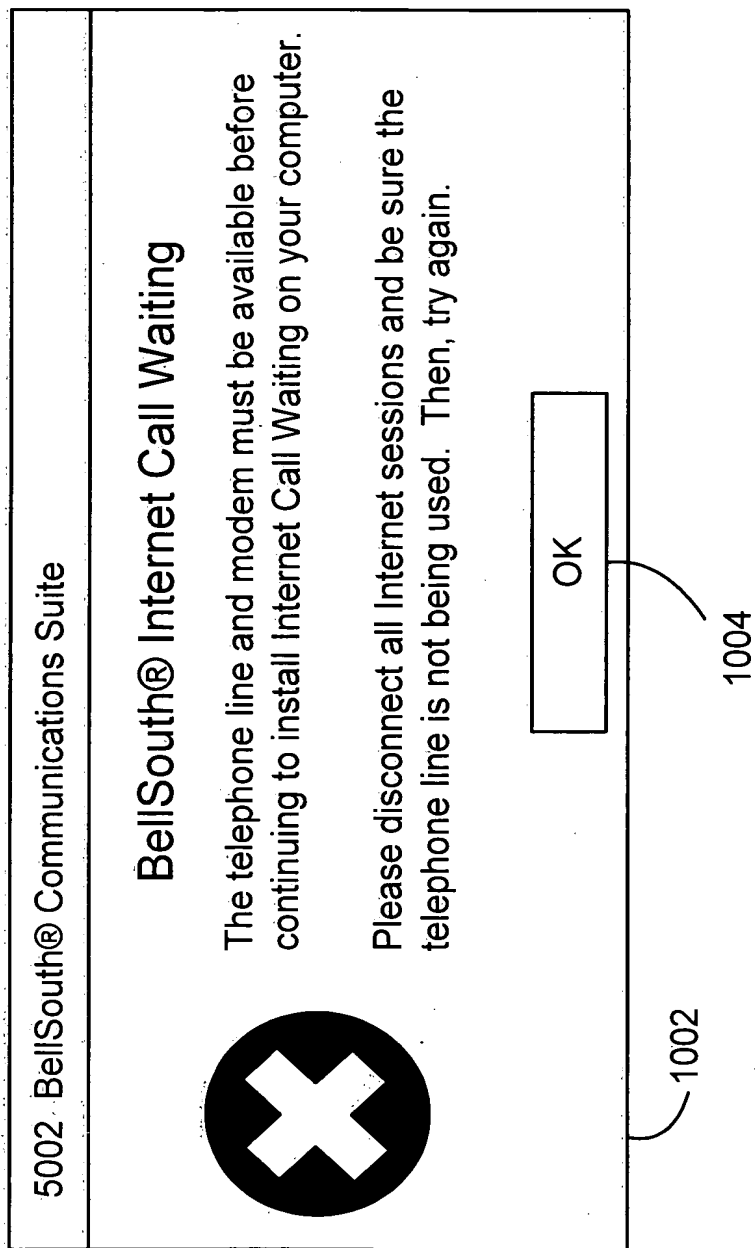 5002 BellSouth® Communications Suite
BellSouth® Internet Call Waiting
The telephone line and modem must be available before
continuing to install Internet Call Waiting on your computer.
Please disconnect all Internet sessions and be sure the
telephone line is not being used. Then, try again.
OK
1002
1004